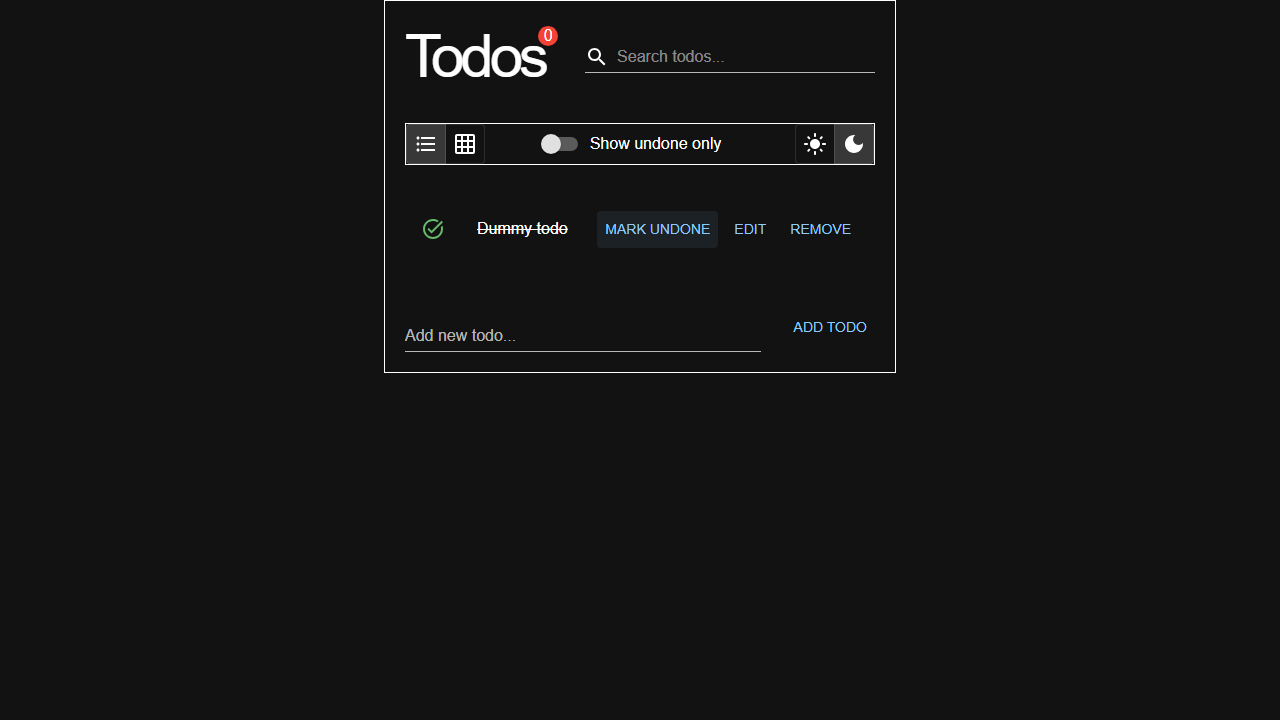 Todos 0
Search todos...
Show undone only
Dummy todo MARK UNDONE EDIT REMOVE
Add new todo... ADD TODO